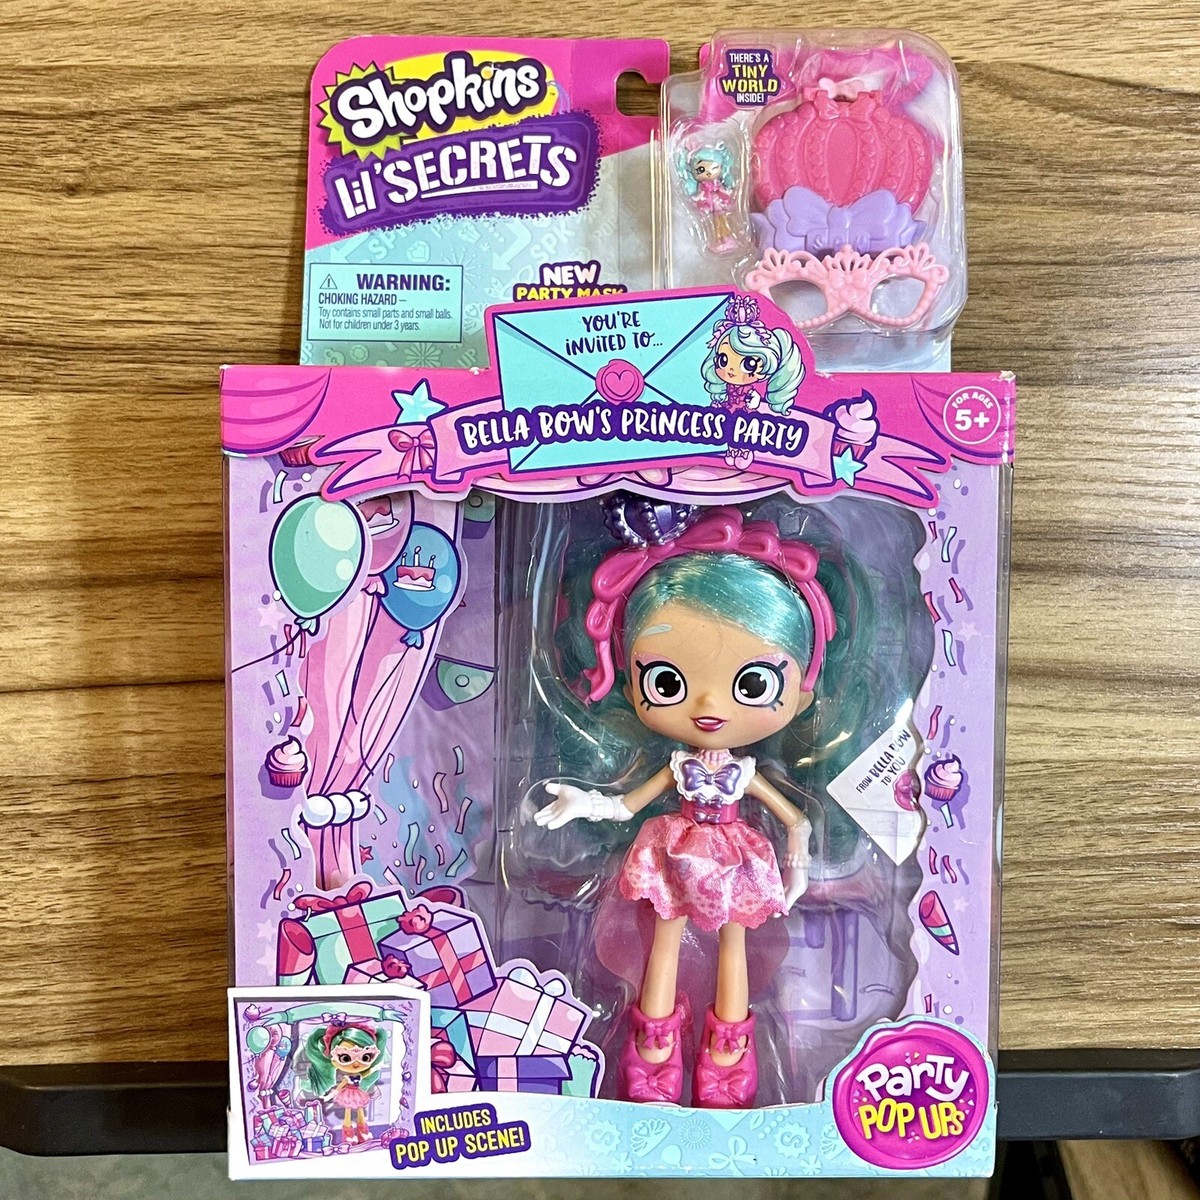 Shopkins
Lil' SECRETS
THERE'S A
TINY
WORLD
INSIDE!
WARNING:
CHOKING HAZARD –
Toy contains small parts and small balls.
Not for children under 3 years.
NEW
PARTY MASK
YOU'RE
INVITED TO...
BELLA BOW'S PRINCESS PARTY
FOR AGES
5+
FROM BELLA BOW
TO: YOU
INCLUDES
POP UP SCENE!
PARTY
POP UPS